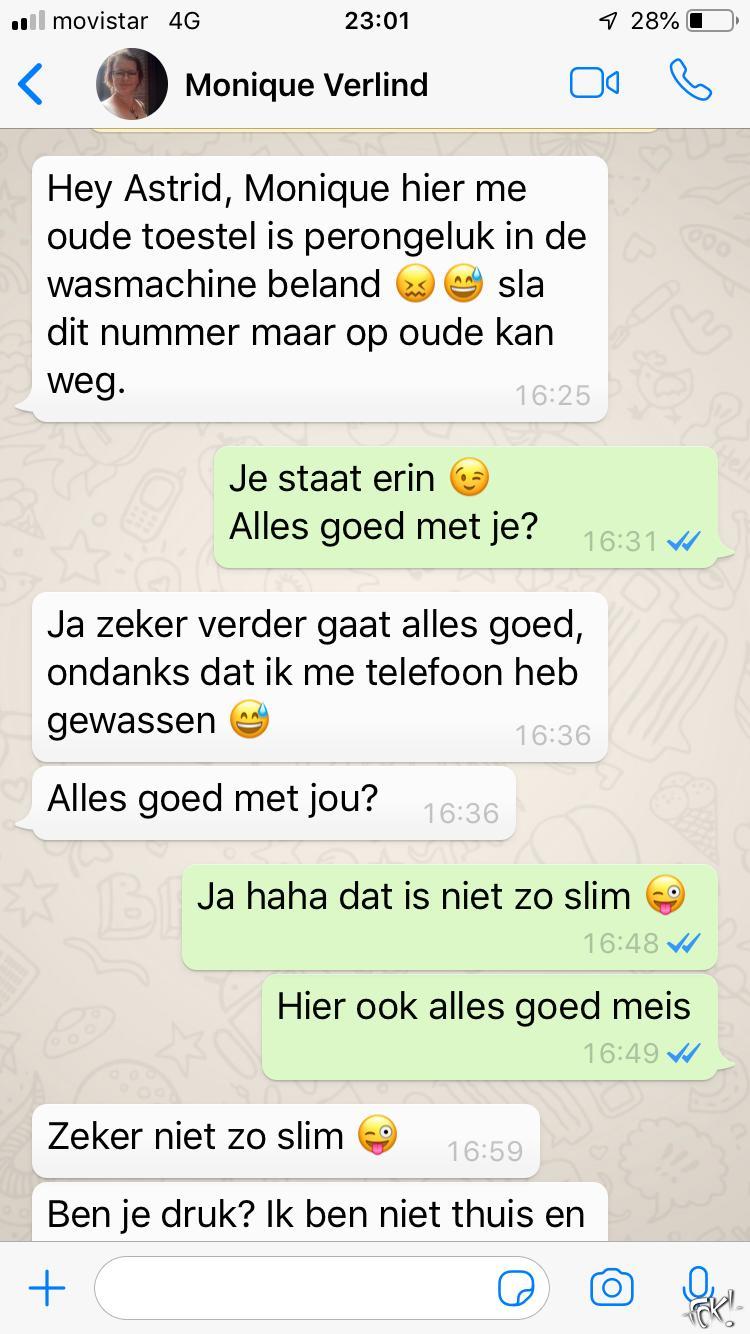 movistar 4G 23:01 28%
Monique Verlind
Hey Astrid, Monique hier me
oude toestel is perongeluk in de
wasmachine beland 😖😅 sla
dit nummer maar op oude kan
weg. 16:25
Je staat erin 😉
Alles goed met je? 16:31
Ja zeker verder gaat alles goed,
ondanks dat ik me telefoon heb
gewassen 😅 16:36
Alles goed met jou? 16:36
Ja haha dat is niet zo slim 😜
16:48
Hier ook alles goed meis
16:49
Zeker niet zo slim 😜 16:59
Ben je druk? Ik ben niet thuis en
FOK!